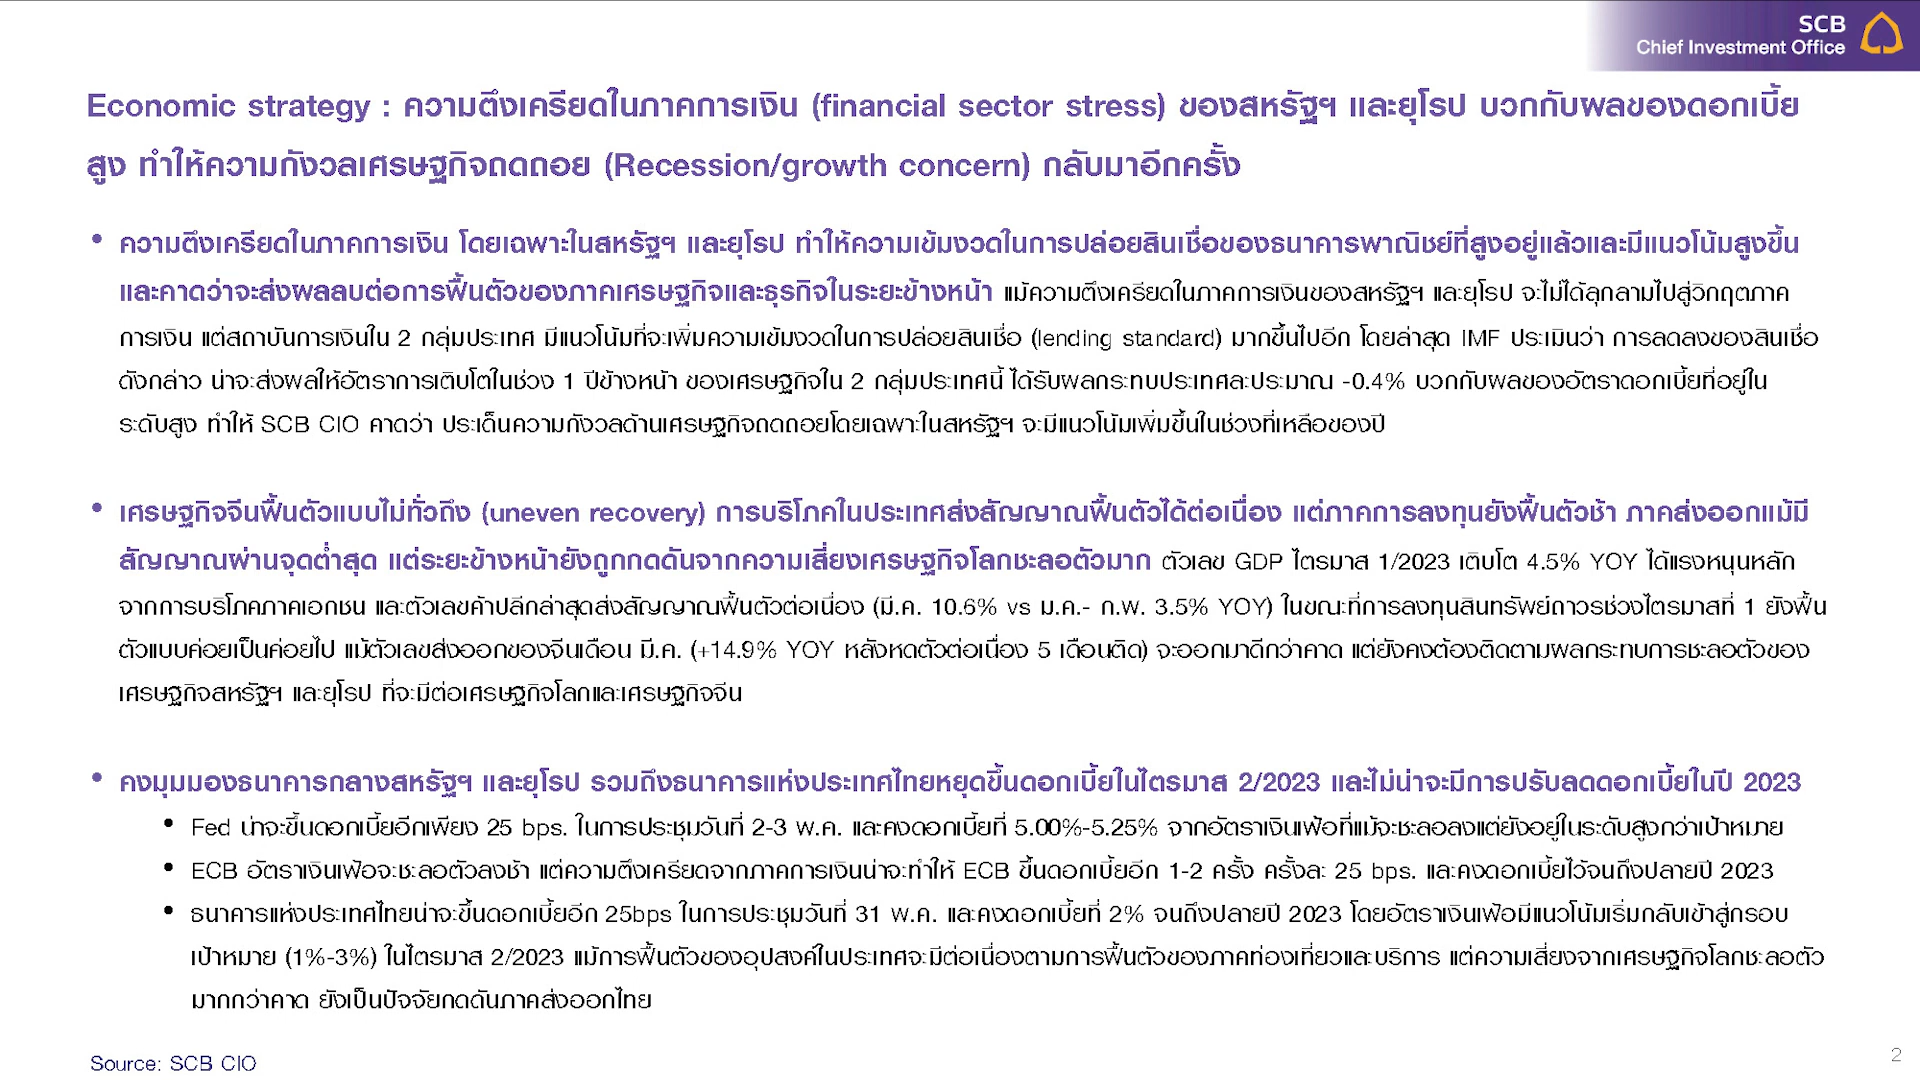 SCB
Chief Investment Office
Economic strategy : ความตึงเครียดในภาคการเงิน (financial sector stress) ของสหรัฐฯ และยุโรป บวกกับผลของดอกเบี้ย
สูง ทำให้ความกังวลเศรษฐกิจถดถอย (Recession/growth concern) กลับมาอีกครั้ง
• ความตึงเครียดในภาคการเงิน โดยเฉพาะในสหรัฐฯ และยุโรป ทำให้ความเข้มงวดในการปล่อยสินเชื่อของธนาคารพาณิชย์ที่สูงอยู่แล้วและมีแนวโน้มสูงขึ้น
และคาดว่าจะส่งผลลบต่อการฟื้นตัวของภาคเศรษฐกิจและธุรกิจในระยะข้างหน้า แม้ความตึงเครียดในภาคการเงินของสหรัฐฯ และยุโรป จะไม่ได้ลุกลามไปสู่วิกฤตภาค
การเงิน แต่สถาบันการเงินใน 2 กลุ่มประเทศ มีแนวโน้มที่จะเพิ่มความเข้มงวดในการปล่อยสินเชื่อ (lending standard) มากขึ้นไปอีก โดยล่าสุด IMF ประเมินว่า การลดลงของสินเชื่อ
ดังกล่าว น่าจะส่งผลให้อัตราการเติบโตในช่วง 1 ปีข้างหน้า ของเศรษฐกิจใน 2 กลุ่มประเทศนี้ ได้รับผลกระทบประเทศละประมาณ -0.4% บวกกับผลของอัตราดอกเบี้ยที่อยู่ใน
ระดับสูง ทำให้ SCB CIO คาดว่า ประเด็นความกังวลด้านเศรษฐกิจถดถอยโดยเฉพาะในสหรัฐฯ จะมีแนวโน้มเพิ่มขึ้นในช่วงที่เหลือของปี
• เศรษฐกิจจีนฟื้นตัวแบบไม่ทั่วถึง (uneven recovery) การบริโภคในประเทศส่งสัญญาณฟื้นตัวได้ต่อเนื่อง แต่ภาคการลงทุนยังฟื้นตัวช้า ภาคส่งออกแม้มี
สัญญาณผ่านจุดต่ำสุด แต่ระยะข้างหน้ายังถูกกดดันจากความเสี่ยงเศรษฐกิจโลกชะลอตัวมาก ตัวเลข GDP ไตรมาส 1/2023 เติบโต 4.5% YOY ได้แรงหนุนหลัก
จากการบริโภคภาคเอกชน และตัวเลขค้าปลีกล่าสุดส่งสัญญาณฟื้นตัวต่อเนื่อง (มี.ค. 10.6% vs ม.ค.- ก.พ. 3.5% YOY) ในขณะที่การลงทุนสินทรัพย์ถาวรช่วงไตรมาสที่ 1 ยังฟื้น
ตัวแบบค่อยเป็นค่อยไป แม้ตัวเลขส่งออกของจีนเดือน มี.ค. (+14.9% YOY หลังหดตัวต่อเนื่อง 5 เดือนติด) จะออกมาดีกว่าคาด แต่ยังคงต้องติดตามผลกระทบการชะลอตัวของ
เศรษฐกิจสหรัฐฯ และยุโรป ที่จะมีต่อเศรษฐกิจโลกและเศรษฐกิจจีน
• คงมุมมองธนาคารกลางสหรัฐฯ และยุโรป รวมถึงธนาคารแห่งประเทศไทยหยุดขึ้นดอกเบี้ยในไตรมาส 2/2023 และไม่น่าจะมีการปรับลดดอกเบี้ยในปี 2023
• Fed น่าจะขึ้นดอกเบี้ยอีกเพียง 25 bps. ในการประชุมวันที่ 2-3 พ.ค. และคงดอกเบี้ยที่ 5.00%-5.25% จากอัตราเงินเฟ้อที่แม้จะชะลอลงแต่ยังอยู่ในระดับสูงกว่าเป้าหมาย
• ECB อัตราเงินเฟ้อจะชะลอตัวลงช้า แต่ความตึงเครียดจากภาคการเงินน่าจะทำให้ ECB ขึ้นดอกเบี้ยอีก 1-2 ครั้ง ครั้งละ 25 bps. และคงดอกเบี้ยไว้จนถึงปลายปี 2023
• ธนาคารแห่งประเทศไทยน่าจะขึ้นดอกเบี้ยอีก 25bps ในการประชุมวันที่ 31 พ.ค. และคงดอกเบี้ยที่ 2% จนถึงปลายปี 2023 โดยอัตราเงินเฟ้อมีแนวโน้มเริ่มกลับเข้าสู่กรอบ
เป้าหมาย (1%-3%) ในไตรมาส 2/2023 แม้การฟื้นตัวของอุปสงค์ในประเทศจะมีต่อเนื่องตามการฟื้นตัวของภาคท่องเที่ยวและบริการ แต่ความเสี่ยงจากเศรษฐกิจโลกชะลอตัว
มากกว่าคาด ยังเป็นปัจจัยกดดันภาคส่งออกไทย
Source: SCB CIO
2